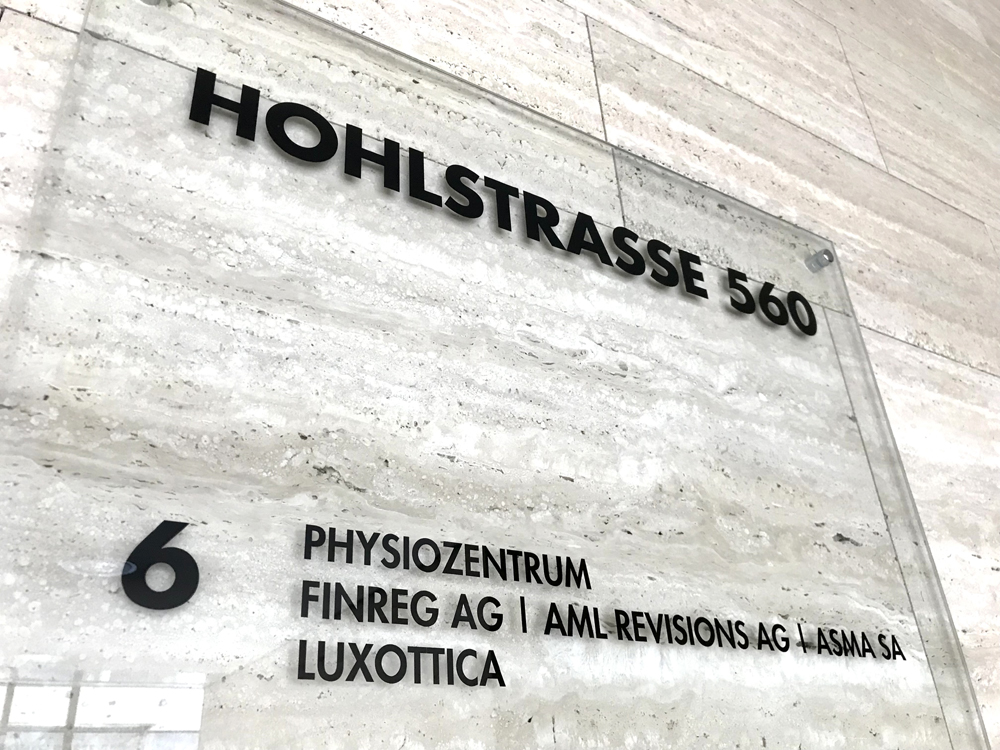 HOHLSTRASSE 560
6 PHYSIOZENTRUM
FINREG AG | AML REVISIONS AG | ASMA SA
LUXOTTICA